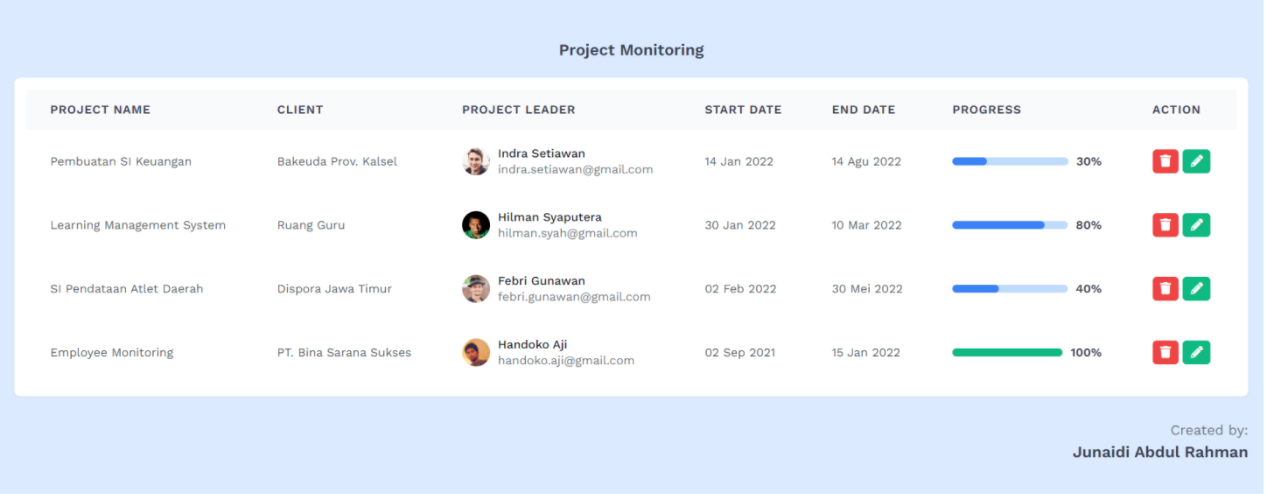 Project Monitoring
PROJECT NAME CLIENT PROJECT LEADER START DATE END DATE PROGRESS ACTION
Pembuatan SI Keuangan Bakeuda Prov. Kalsel Indra Setiawan 14 Jan 2022 14 Agu 2022 30%
indra.setiawan@gmail.com
Learning Management System Ruang Guru Hilman Syaputera 30 Jan 2022 10 Mar 2022 80%
hilman.syah@gmail.com
SI Pendataan Atlet Daerah Dispora Jawa Timur Febri Gunawan 02 Feb 2022 30 Mei 2022 40%
febri.gunawan@gmail.com
Employee Monitoring PT. Bina Sarana Sukses Handoko Aji 02 Sep 2021 15 Jan 2022 100%
handoko.aji@gmail.com
Created by:
Junaidi Abdul Rahman